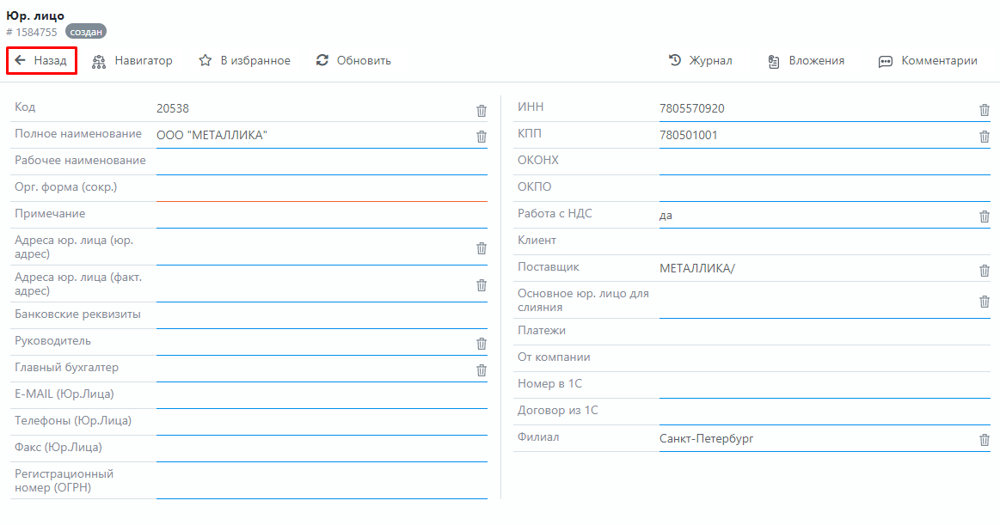 Юр. лицо
# 1584755 создан
Назад Навигатор В избранное Обновить Журнал Вложения Комментарии
Код 20538
Полное наименование ООО "МЕТАЛЛИКА"
Рабочее наименование
Орг. форма (сокр.)
Примечание
Адреса юр. лица (юр.
адрес)
Адреса юр. лица (факт.
адрес)
Банковские реквизиты
Руководитель
Главный бухгалтер
E-MAIL (Юр.Лица)
Телефоны (Юр.Лица)
Факс (Юр.Лица)
Регистрационный
номер (ОГРН)
ИНН 7805570920
КПП 780501001
ОКОНХ
ОКПО
Работа с НДС да
Клиент
Поставщик МЕТАЛЛИКА/
Основное юр. лицо для
слияния
Платежи
От компании
Номер в 1С
Договор из 1С
Филиал Санкт-Петербург